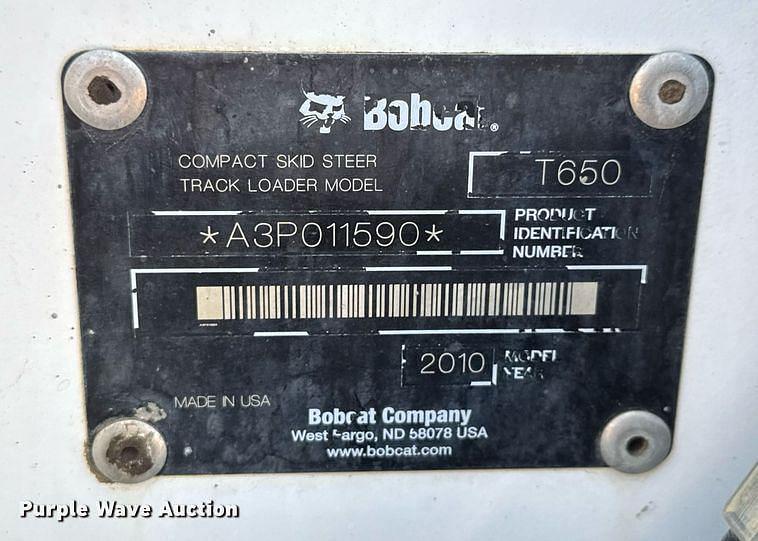 Bobcat®
COMPACT SKID STEER
TRACK LOADER MODEL
T650
*A3P011590*
PRODUCT
IDENTIFICATION
NUMBER
2010
MODEL
YEAR
MADE IN USA
Bobcat Company
West Fargo, ND 58078 USA
www.bobcat.com
Purple Wave Auction